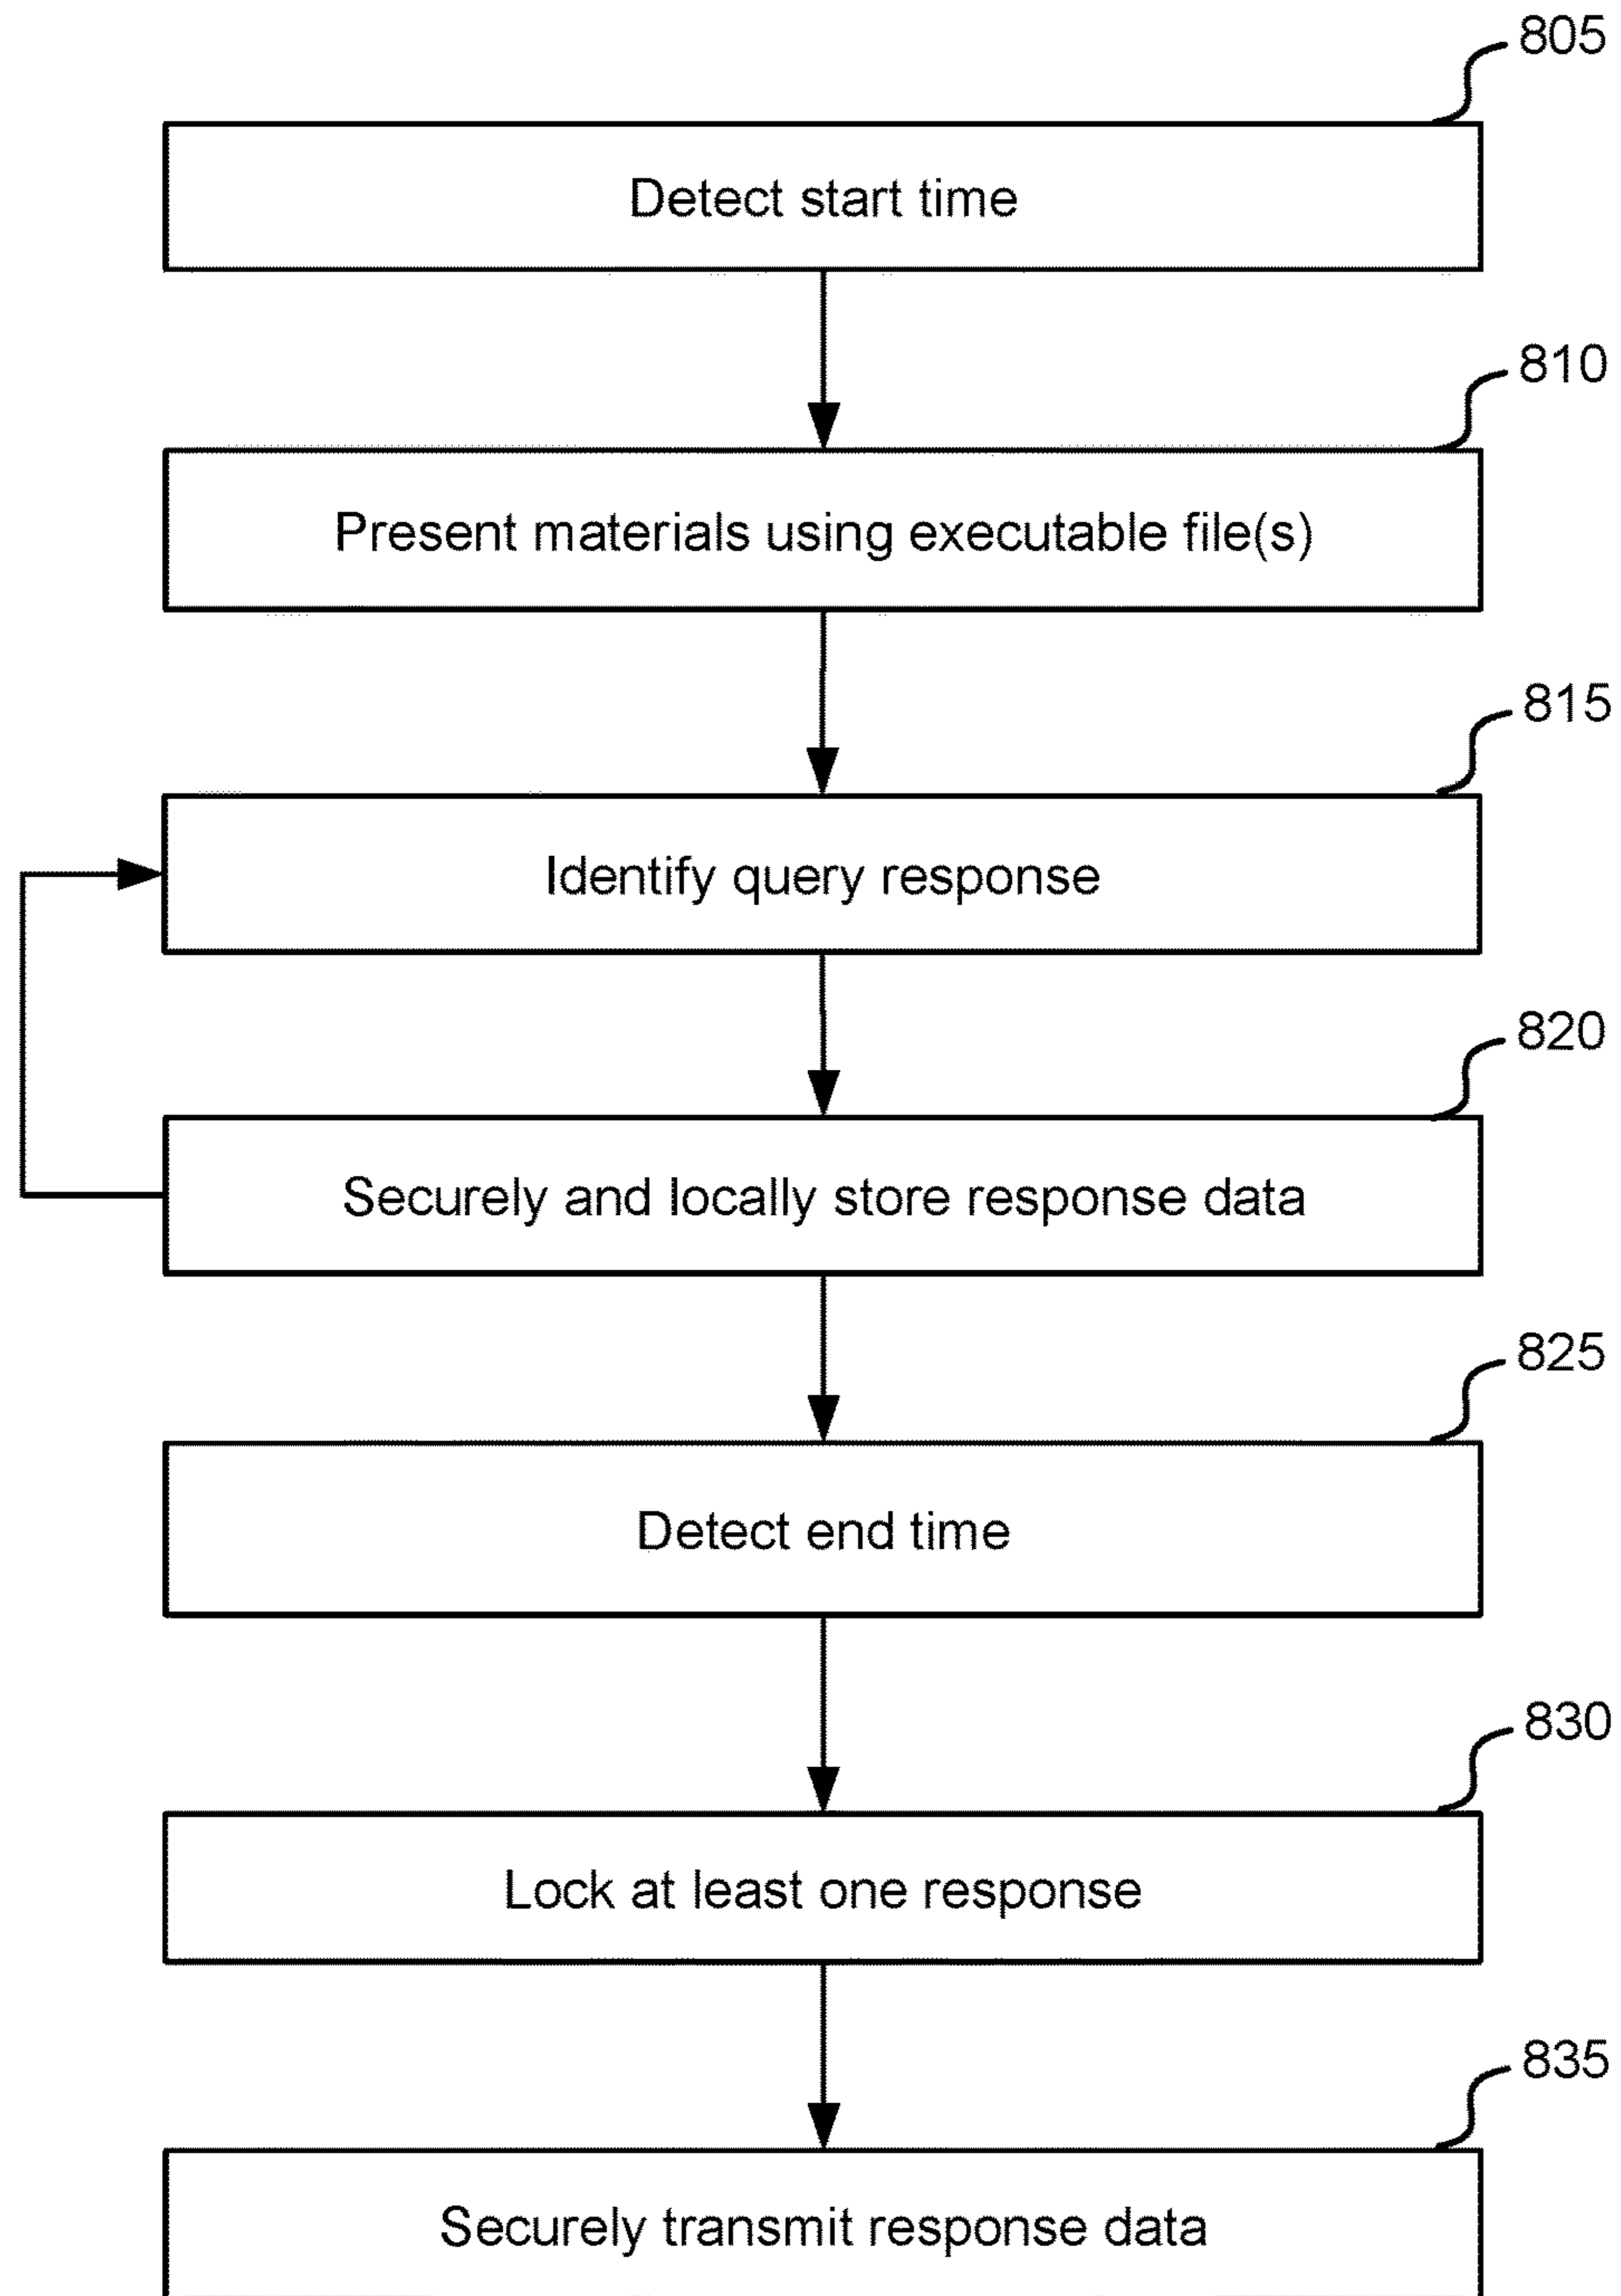 805
Detect start time
810
Present materials using executable file(s)
815
Identify query response
820
Securely and locally store response data
825
Detect end time
830
Lock at least one response
835
Securely transmit response data